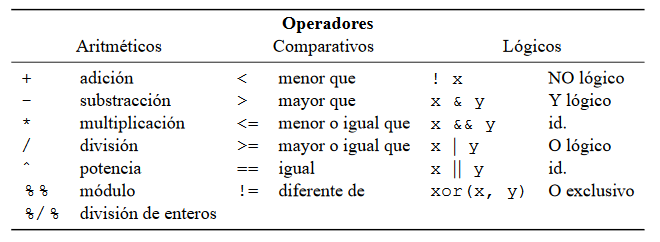 Operadores
Aritméticos Comparativos Lógicos
+ adición < menor que ! x NO lógico
- substracción > mayor que x & y Y lógico
* multiplicación <= menor o igual que x && y id.
/ división >= mayor o igual que x | y O lógico
^ potencia == igual x || y id.
%% módulo != diferente de xor(x, y) O exclusivo
%/% división de enteros